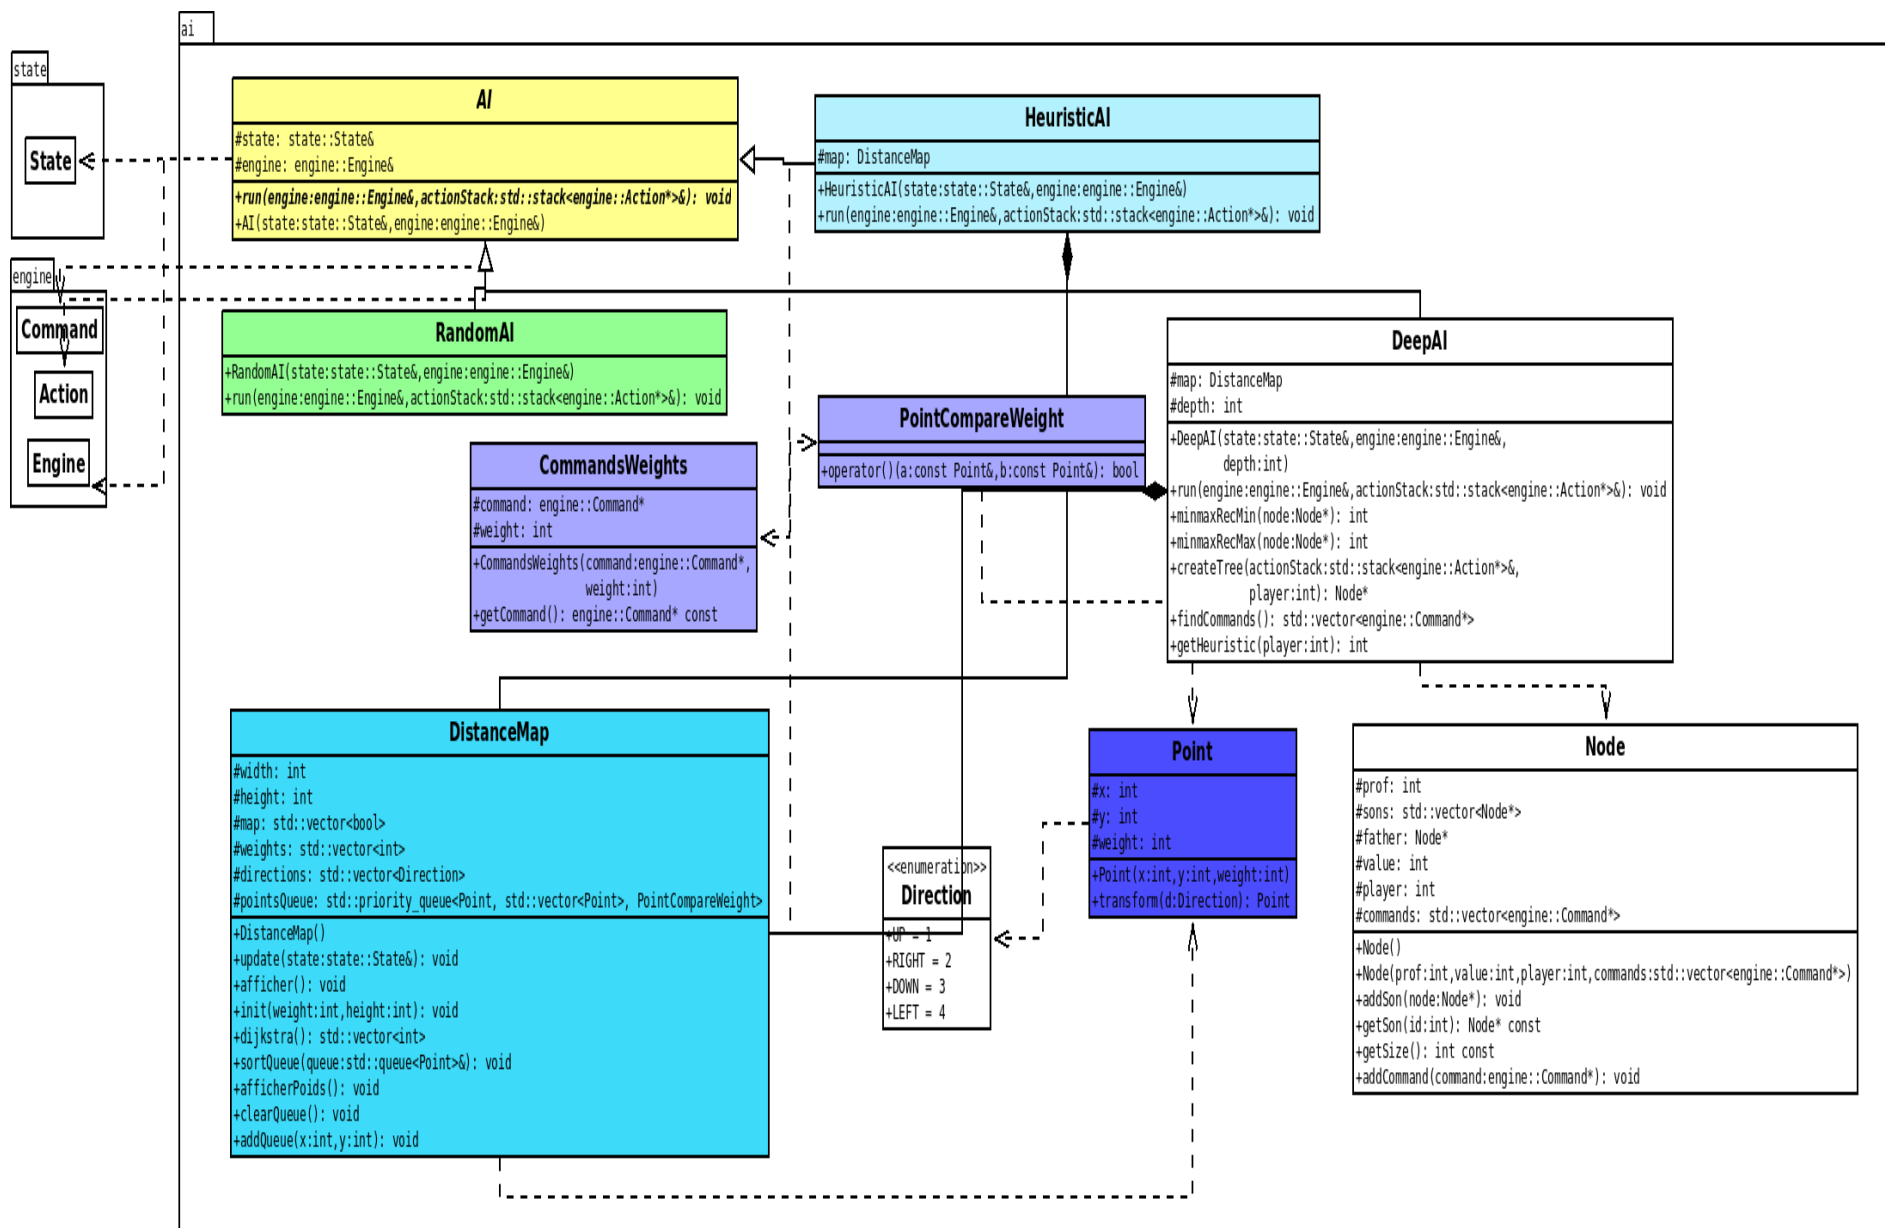 ai
state
State
engine
Command
Action
Engine
AI
#state: state::State&
#engine: engine::Engine&
+run(engine:engine::Engine&,actionStack:std::stack<engine::Action*>&): void
+AI(state:state::State&,engine:engine::Engine&)
HeuristicAI
#map: DistanceMap
+HeuristicAI(state:state::State&,engine:engine::Engine&)
+run(engine:engine::Engine&,actionStack:std::stack<engine::Action*>&): void
RandomAI
+RandomAI(state:state::State&,engine:engine::Engine&)
+run(engine:engine::Engine&,actionStack:std::stack<engine::Action*>&): void
DeepAI
#map: DistanceMap
#depth: int
+DeepAI(state:state::State&,engine:engine::Engine&,
depth:int)
+run(engine:engine::Engine&,actionStack:std::stack<engine::Action*>&): void
+minmaxRecMin(node:Node*): int
+minmaxRecMax(node:Node*): int
+createTree(actionStack:std::stack<engine::Action*>&,
player:int): Node*
+findCommands(): std::vector<engine::Command*>
+getHeuristic(player:int): int
PointCompareWeight
+operator()(a:const Point&,b:const Point&): bool
CommandsWeights
#command: engine::Command*
#weight: int
+CommandsWeights(command:engine::Command*,
weight:int)
+getCommand(): engine::Command* const
DistanceMap
#width: int
#height: int
#map: std::vector<bool>
#weights: std::vector<int>
#directions: std::vector<Direction>
#pointsQueue: std::priority_queue<Point, std::vector<Point>, PointCompareWeight>
+DistanceMap()
+update(state:state::State&): void
+afficher(): void
+init(weight:int,height:int): void
+dijkstra(): std::vector<int>
+sortQueue(queue:std::queue<Point>&): void
+afficherPoids(): void
+clearQueue(): void
+addQueue(x:int,y:int): void
<<enumeration>>
Direction
+UP = 1
+RIGHT = 2
+DOWN = 3
+LEFT = 4
Point
#x: int
#y: int
#weight: int
+Point(x:int,y:int,weight:int)
+transform(d:Direction): Point
Node
#prof: int
#sons: std::vector<Node*>
#father: Node*
#value: int
#player: int
#commands: std::vector<engine::Command*>
+Node()
+Node(prof:int,value:int,player:int,commands:std::vector<engine::Command*>)
+addSon(node:Node*): void
+getSon(id:int): Node* const
+getSize(): int const
+addCommand(command:engine::Command*): void